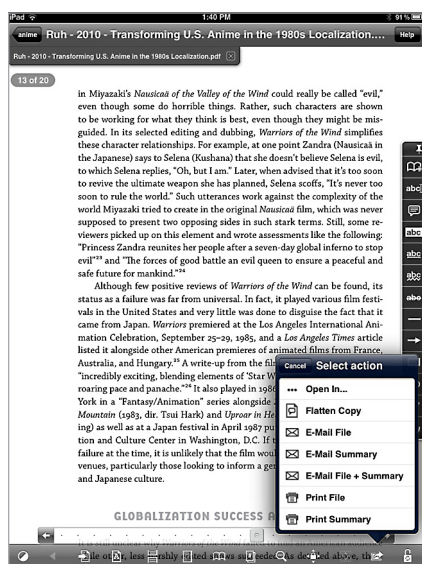 iPad 1:40 PM 91%
anime Ruh - 2010 - Transforming U.S. Anime in the 1980s Localization.... Help
Ruh - 2010 - Transforming U.S. Anime in the 1980s Localization.pdf
13 of 20
in Miyazaki's Nausicaä of the Valley of the Wind could really be called "evil,"
even though some do horrible things. Rather, such characters are shown
to be working for what they think is best, even though they might be mis-
guided. In its selected editing and dubbing, Warriors of the Wind simplifies
these character relationships. For example, at one point Zandra (Nausicaä in
the Japanese) says to Selena (Kushana) that she doesn't believe Selena is evil,
to which Selena replies, "Oh, but I am." Later, when advised that it's too soon
to revive the ultimate weapon she has planned, Selena scoffs, "It's never too
soon to rule the world." Such utterances work against the complexity of the
world Miyazaki tried to create in the original Nausicaä film, which was never
supposed to present two opposing sides in such stark terms. Still, some re-
viewers picked up on this element and wrote assessments like the following:
"Princess Zandra reunites her people after a seven-day global inferno to stop
evil"23 and "The forces of good battle an evil queen to ensure a peaceful and
safe future for mankind."24
Although few positive reviews of Warriors of the Wind can be found, its
status as a failure was far from universal. In fact, it played various film festi-
vals in the United States and very little was done to disguise the fact that it
came from Japan. Warriors premiered at the Los Angeles International Ani-
mation Celebration, September 25–29, 1985, and a Los Angeles Times article
listed it alongside other American premieres of animated films from France,
Australia, and Hungary.25 A write-up from the fil
"incredibly exciting, blending elements of 'Star W
roaring pace and panache."26 It also played in 1986
York in a "Fantasy/Animation" series alongside
Mountain (1983, dir. Tsui Hark) and Uproar in He
ing) as well as at a Japan festival in April 1987 pu
tion and Culture Center in Washington, D.C. If t
failure at the time, it is unlikely that the film woul
venues, particularly those looking to inform a gen
and Japanese culture.
GLOBALIZATION SUCCESS A
abc
abc
abc
abc
abc
Cancel Select action
Open In...
Flatten Copy
E-Mail File
E-Mail Summary
E-Mail File + Summary
Print File
Print Summary